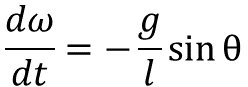 dω/dt = − g/l sin θ